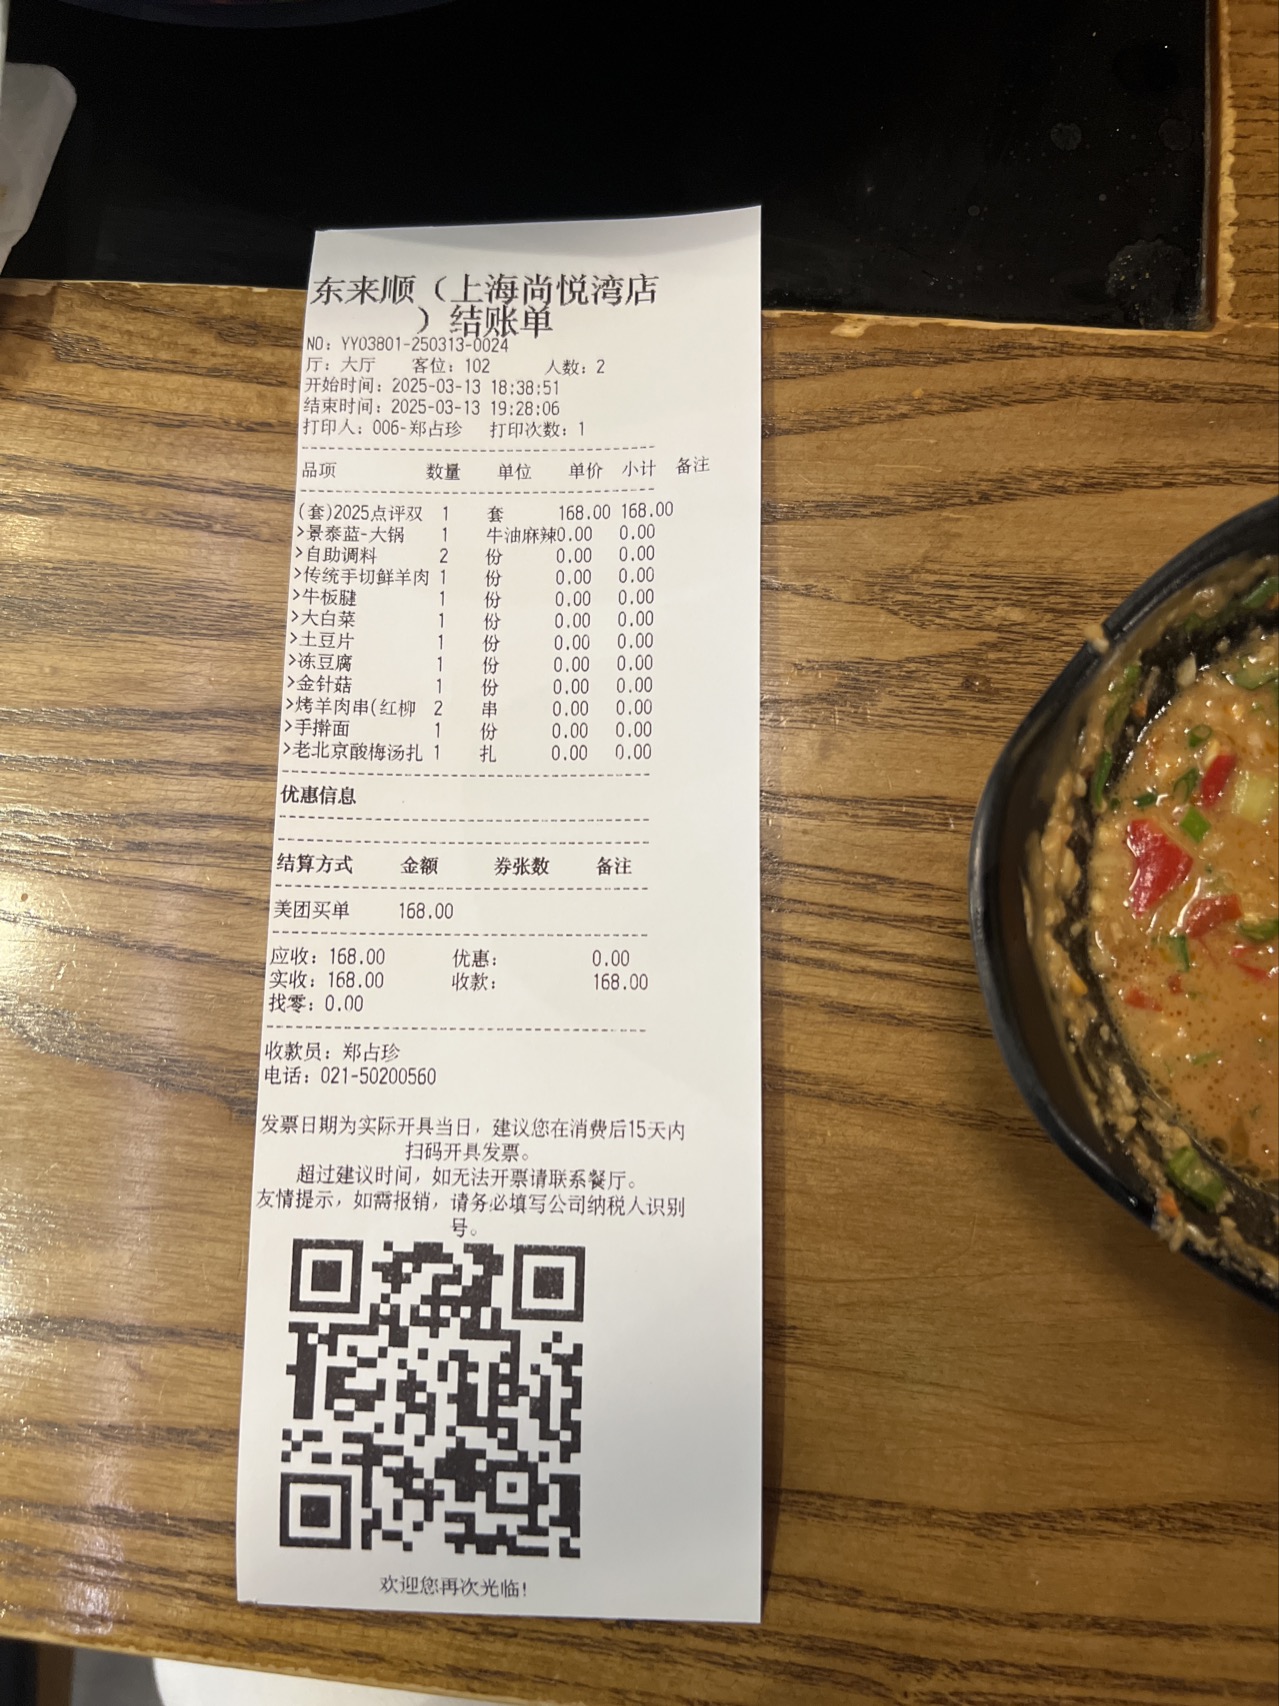 东来顺（上海尚悦湾店
）结账单
NO：YY03801-250313-0024
厅：大厅 客位：102 人数：2
开始时间：2025-03-13 18:38:51
结束时间：2025-03-13 19:28:06
打印人：006-郑占珍 打印次数：1
品项 数量 单位 单价 小计 备注
(套)2025点评双 1 套 168.00 168.00
>景泰蓝-大锅 1 牛油麻辣0.00 0.00
>自助调料 2 份 0.00 0.00
>传统手切鲜羊肉 1 份 0.00 0.00
>牛板腱 1 份 0.00 0.00
>大白菜 1 份 0.00 0.00
>土豆片 1 份 0.00 0.00
>冻豆腐 1 份 0.00 0.00
>金针菇 1 份 0.00 0.00
>烤羊肉串(红柳 2 串 0.00 0.00
>手擀面 1 份 0.00 0.00
>老北京酸梅汤扎 1 扎 0.00 0.00
优惠信息
结算方式 金额 券张数 备注
美团买单 168.00
应收：168.00 优惠： 0.00
实收：168.00 收款： 168.00
找零：0.00
收款员：郑占珍
电话：021-50200560
发票日期为实际开具当日，建议您在消费后15天内
扫码开具发票。
超过建议时间，如无法开票请联系餐厅。
友情提示，如需报销，请务必填写公司纳税人识别
号。
欢迎您再次光临!